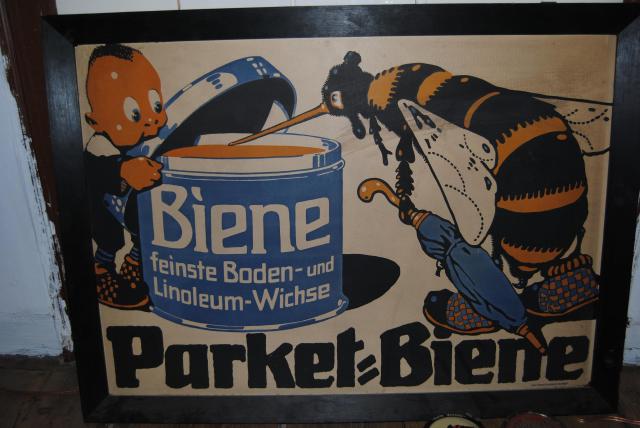 Biene
feinste Boden- und
Linoleum-Wichse
Parket=Biene